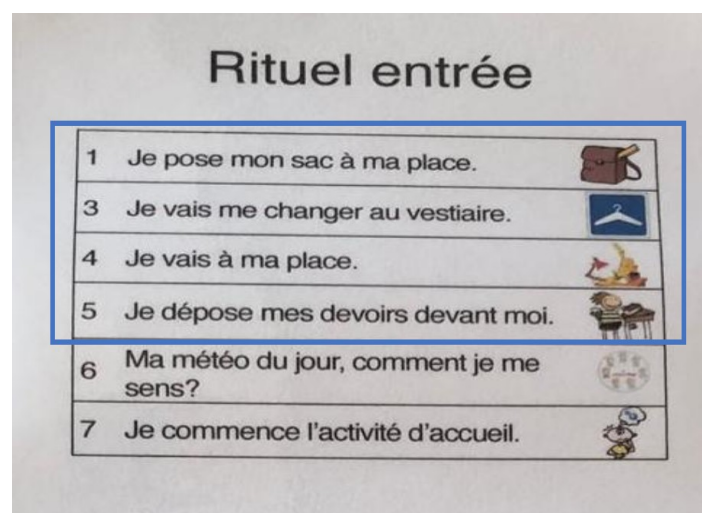 Rituel entrée
1 Je pose mon sac à ma place.
3 Je vais me changer au vestiaire.
4 Je vais à ma place.
5 Je dépose mes devoirs devant moi.
6 Ma météo du jour, comment je me
sens?
7 Je commence l'activité d'accueil.